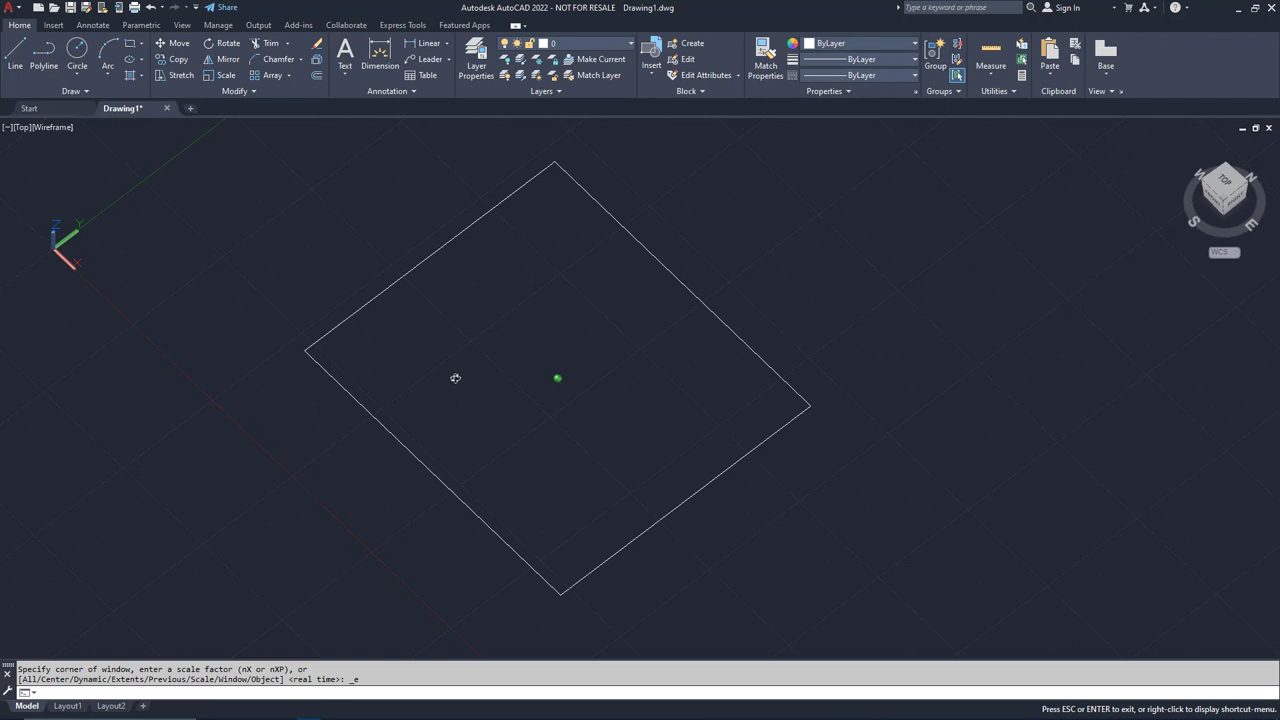 Share
Autodesk AutoCAD 2022 - NOT FOR RESALE Drawing1.dwg
Type a keyword or phrase
Sign In
Home Insert Annotate Parametric View Manage Output Add-ins Collaborate Express Tools Featured Apps
Move Rotate Trim Linear 0 Create ByLayer
Line Polyline Circle Arc Copy Mirror Chamfer Text Dimension Leader Layer Properties Make Current Insert Edit Match Properties ByLayer Group Measure Paste Base
Stretch Scale Array Table Match Layer Edit Attributes ByLayer
Draw Modify Annotation Layers Block Properties Groups Utilities Clipboard View
Start Drawing1*
[−][Top][Wireframe]
W N
TOP
S E
WCS
Z Y
X
Specify corner of window, enter a scale factor (nX or nXP), or
[All/Center/Dynamic/Extents/Previous/Scale/Window/Object] <real time>: _e
Model Layout1 Layout2
Press ESC or ENTER to exit, or right-click to display shortcut-menu.